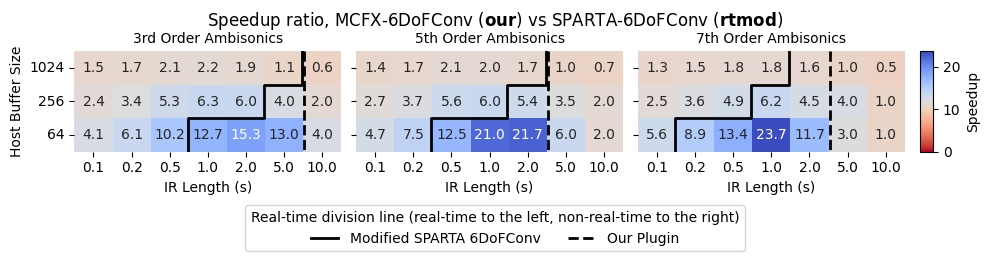 Speedup ratio, MCFX-6DoFConv (our) vs SPARTA-6DoFConv (rtmod)
3rd Order Ambisonics 5th Order Ambisonics 7th Order Ambisonics
Host Buffer Size
1024 1.5 1.7 2.1 2.2 1.9 1.1 0.6 1.4 1.7 2.1 2.0 1.7 1.0 0.7 1.3 1.5 1.8 1.8 1.6 1.0 0.5
256 2.4 3.4 5.3 6.3 6.0 4.0 2.0 2.7 3.7 5.6 6.0 5.4 3.5 2.0 2.5 3.6 4.9 6.2 4.5 4.0 1.0
64 4.1 6.1 10.2 12.7 15.3 13.0 4.0 4.7 7.5 12.5 21.0 21.7 6.0 2.0 5.6 8.9 13.4 23.7 11.7 3.0 1.0
0.1 0.2 0.5 1.0 2.0 5.0 10.0 0.1 0.2 0.5 1.0 2.0 5.0 10.0 0.1 0.2 0.5 1.0 2.0 5.0 10.0
IR Length (s) IR Length (s) IR Length (s)
20
10
0
Speedup
Real-time division line (real-time to the left, non-real-time to the right)
Modified SPARTA 6DoFConv Our Plugin